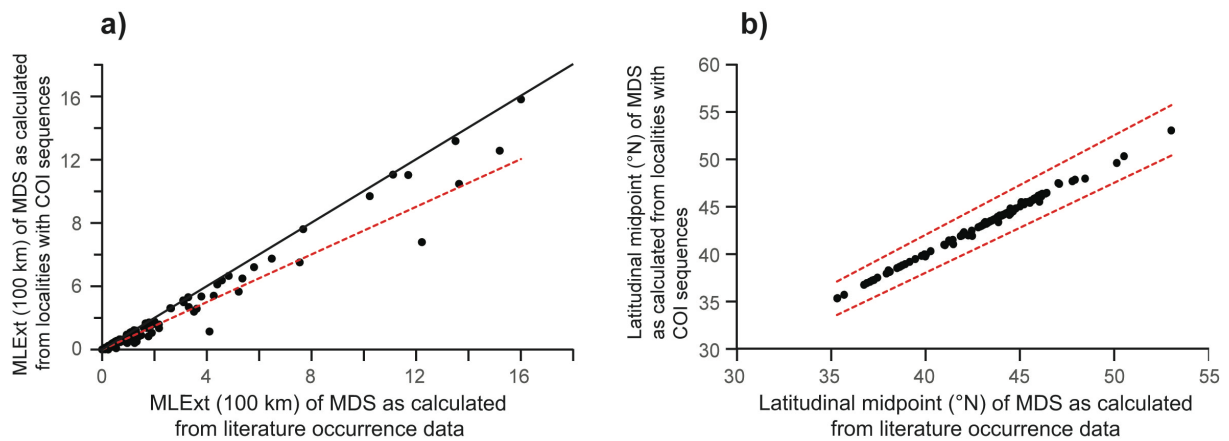 a)
MLExt (100 km) of MDS as calculated
from localities with COI sequences
16
12
8
6
0
0
4
8
12
16
MLExt (100 km) of MDS as calculated
from literature occurrence data
b)
Latitudinal midpoint (°N) of MDS
as calculated from localities with
COI sequences
60
55
50
45
40
35
30
30
35
40
45
50
55
Latitudinal midpoint (°N) of MDS as calculated
from literature occurrence data